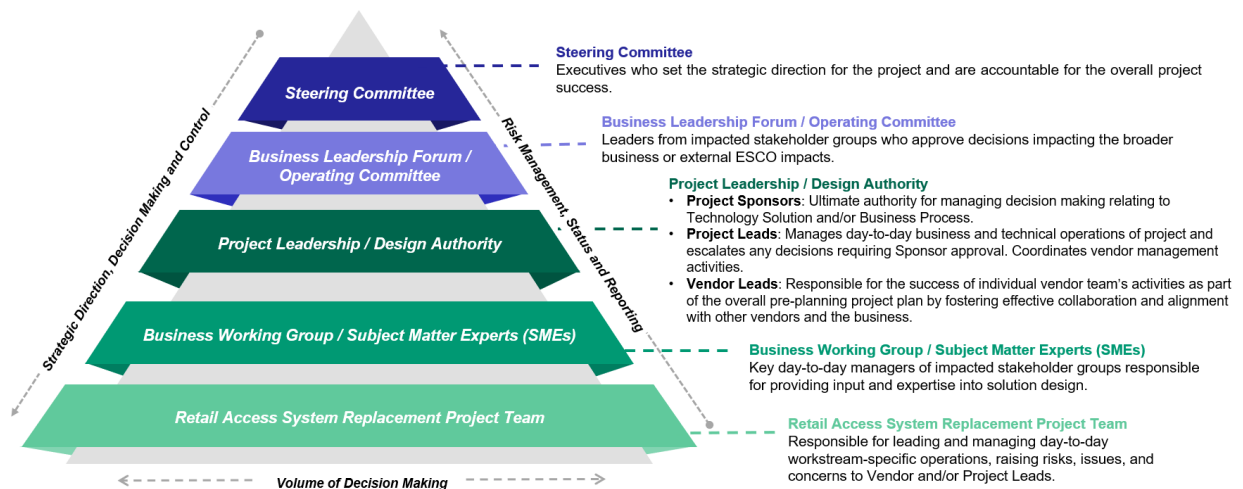 Steering Committee
Business Leadership Forum /
Operating Committee
Project Leadership / Design Authority
Business Working Group / Subject Matter Experts (SMEs)
Retail Access System Replacement Project Team
Strategic Direction, Decision Making and Control
Risk Management, Status and Reporting
Volume of Decision Making
Steering Committee
Executives who set the strategic direction for the project and are accountable for the overall project
success.
Business Leadership Forum / Operating Committee
Leaders from impacted stakeholder groups who approve decisions impacting the broader
business or external ESCO impacts.
Project Leadership / Design Authority
• Project Sponsors: Ultimate authority for managing decision making relating to
Technology Solution and/or Business Process.
• Project Leads: Manages day-to-day business and technical operations of project and
escalates any decisions requiring Sponsor approval. Coordinates vendor management
activities.
• Vendor Leads: Responsible for the success of individual vendor team's activities as part
of the overall pre-planning project plan by fostering effective collaboration and alignment
with other vendors and the business.
Business Working Group / Subject Matter Experts (SMEs)
Key day-to-day managers of impacted stakeholder groups responsible
for providing input and expertise into solution design.
Retail Access System Replacement Project Team
Responsible for leading and managing day-to-day
workstream-specific operations, raising risks, issues, and
concerns to Vendor and/or Project Leads.